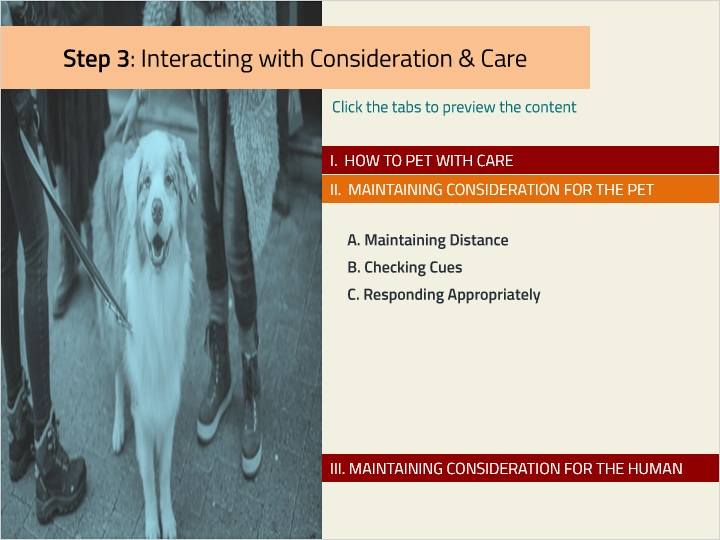 Step 3: Interacting with Consideration & Care
Click the tabs to preview the content
I. HOW TO PET WITH CARE
II. MAINTAINING CONSIDERATION FOR THE PET
A. Maintaining Distance
B. Checking Cues
C. Responding Appropriately
III. MAINTAINING CONSIDERATION FOR THE HUMAN